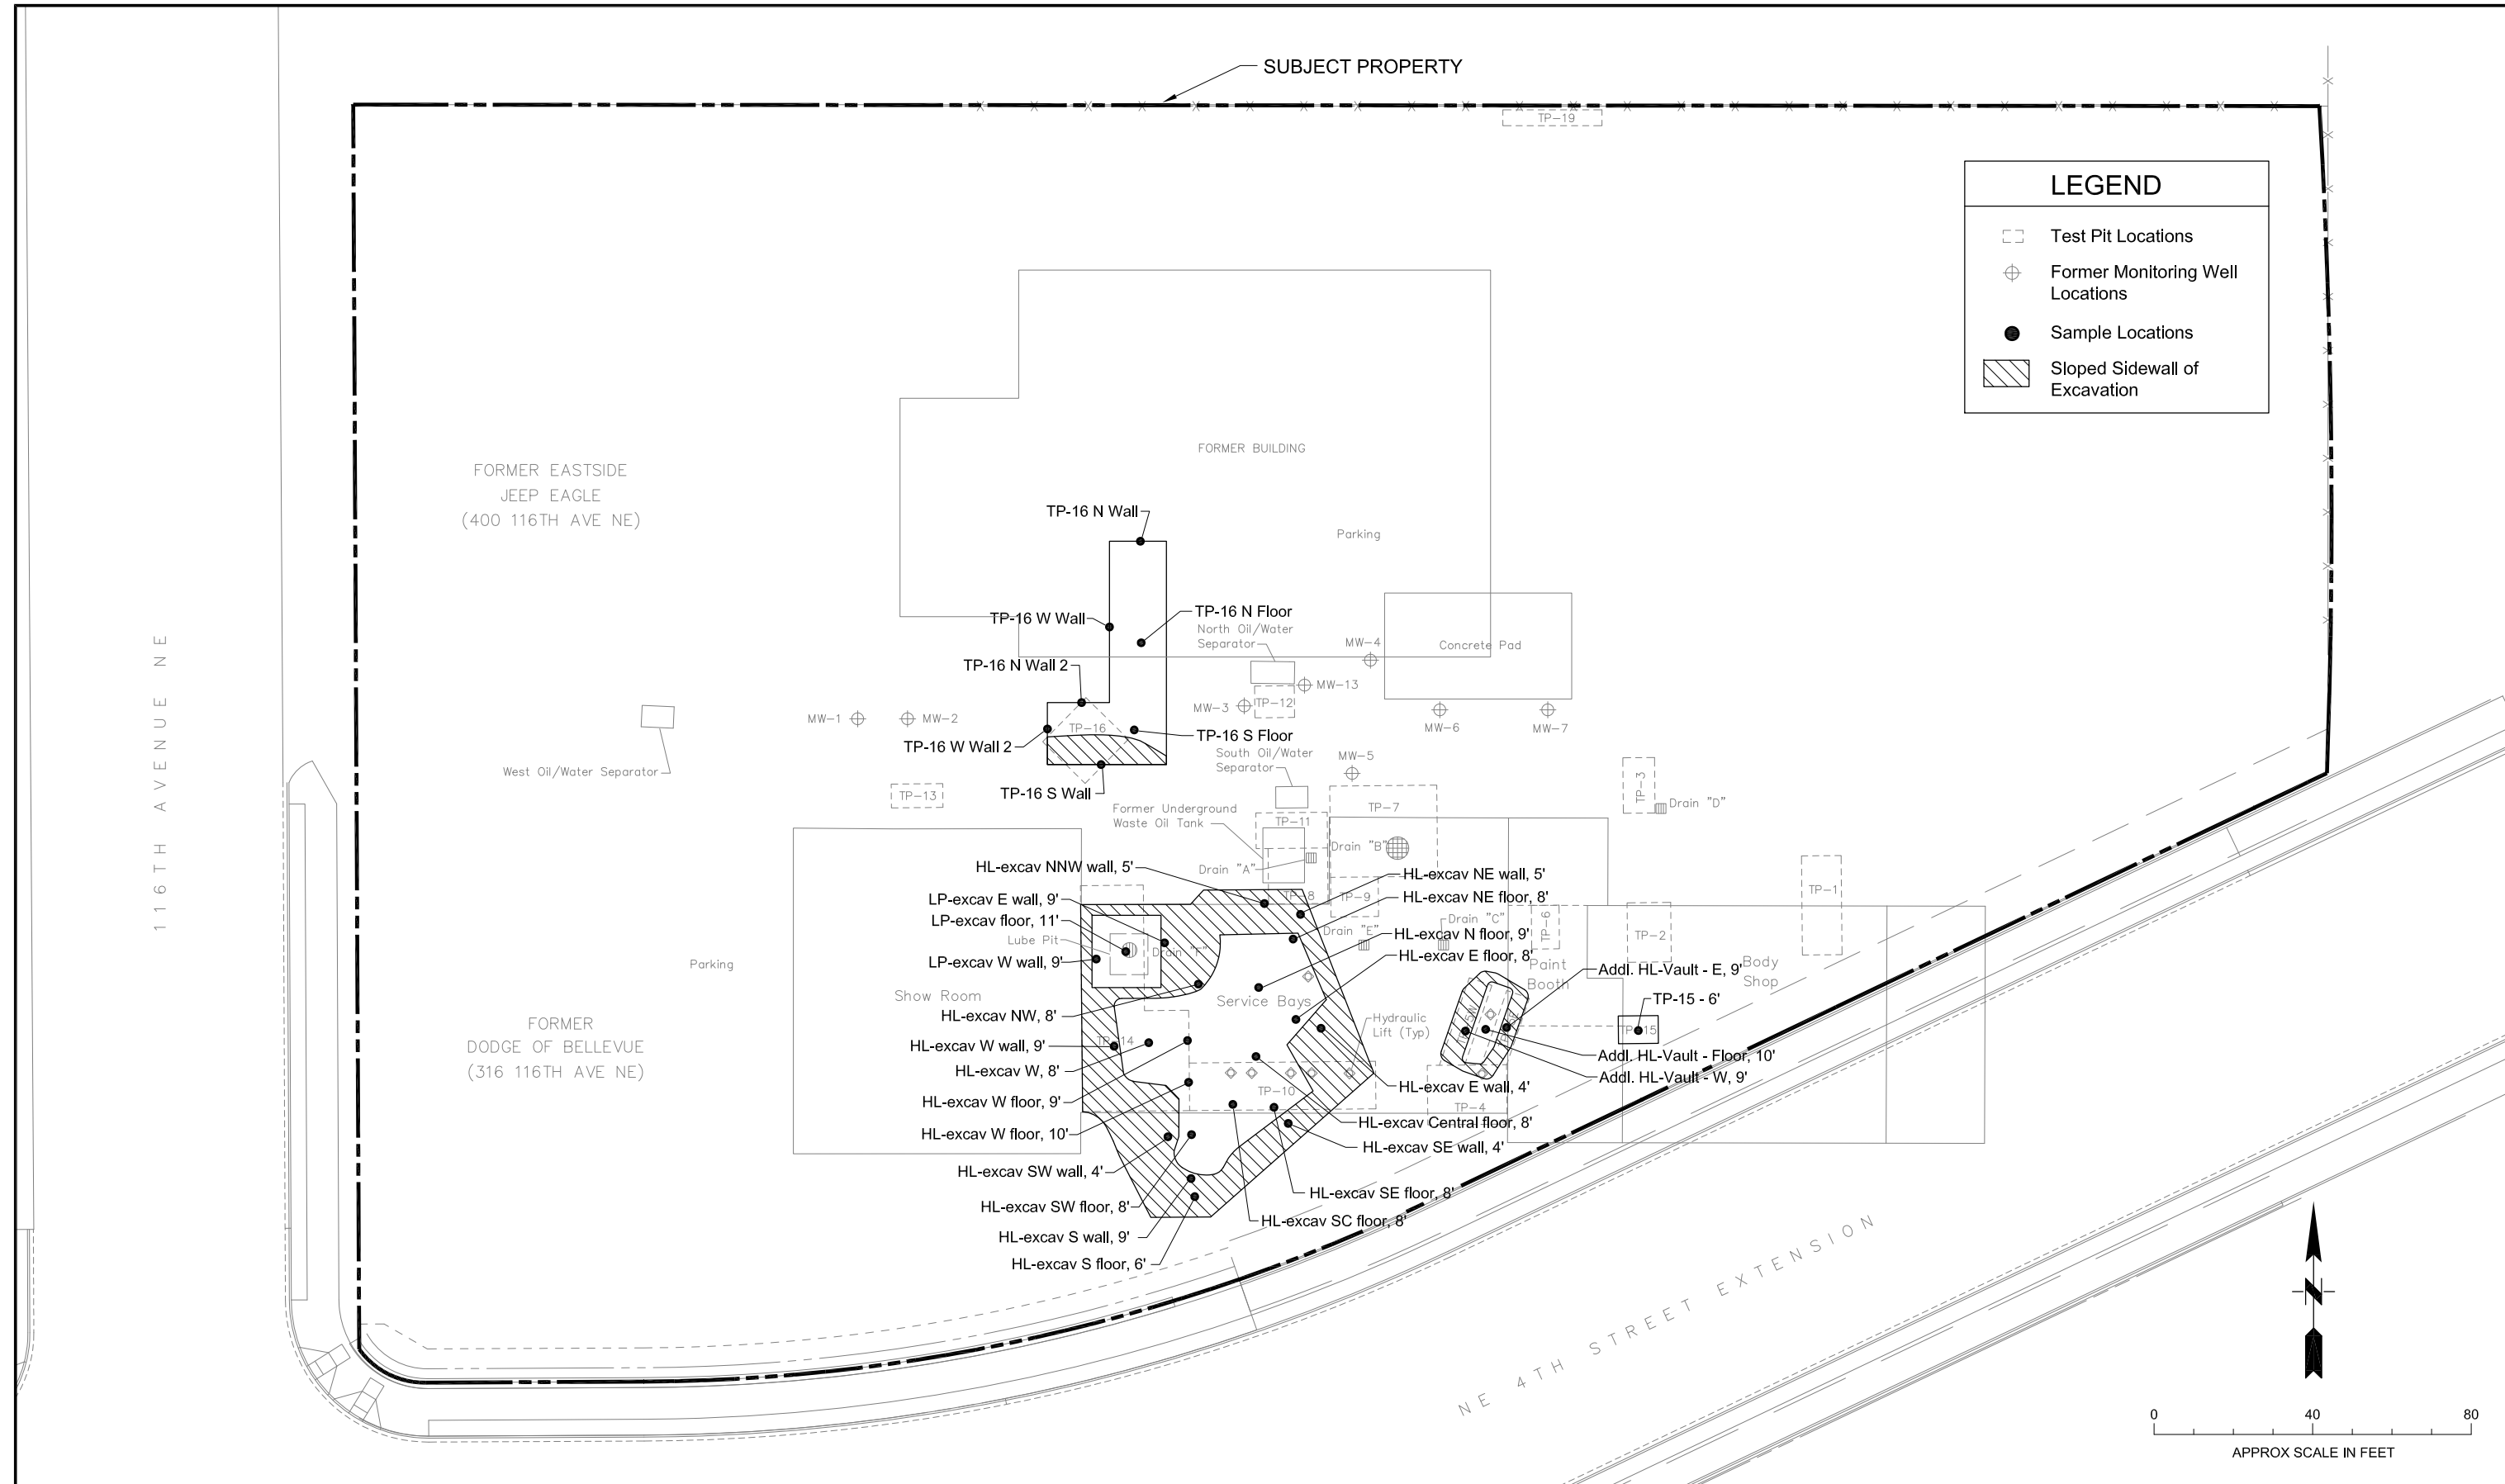 SUBJECT PROPERTY
TP-19
LEGEND
Test Pit Locations
Former Monitoring Well
Locations
Sample Locations
Sloped Sidewall of
Excavation
FORMER BUILDING
FORMER EASTSIDE
JEEP EAGLE
(400 116TH AVE NE)
TP-16 N Wall
Parking
TP-16 W Wall
TP-16 N Floor
North Oil/Water
Separator
MW-4
Concrete Pad
TP-16 N Wall 2
MW-13
TP-12
MW-3
MW-1
MW-2
TP-16
MW-6
MW-7
TP-16 W Wall 2
TP-16 S Floor
South Oil/Water
Separator
MW-5
West Oil/Water Separator
TP-3
TP-16 S Wall
TP-13
Former Underground
Waste Oil Tank
TP-7
Drain "D"
TP-11
Drain "B"
116TH AVENUE NE
HL-excav NNW wall, 5'
Drain "A"
HL-excav NE wall, 5'
TP-8
TP-9
TP-1
LP-excav E wall, 9'
HL-excav NE floor, 8'
LP-excav floor, 11'
Drain "C"
TP-6
TP-2
Lube Pit
Drain "F"
Drain "E"
HL-excav N floor, 9'
LP-excav W wall, 9'
HL-excav E floor, 8'
Parking
Paint
Booth
Addl. HL-Vault - E, 9'
Body
Shop
Show Room
Service Bays
TP-15 - 6'
HL-excav NW, 8'
Hydraulic
Lift (Typ)
TP-15
FORMER
DODGE OF BELLEVUE
(316 116TH AVE NE)
HL-excav W wall, 9'
TP-14
Addl. HL-Vault - Floor, 10'
HL-excav W, 8'
Addl. HL-Vault - W, 9'
HL-excav E wall, 4'
TP-10
HL-excav W floor, 9'
TP-4
HL-excav Central floor, 8'
HL-excav W floor, 10'
HL-excav SE wall, 4'
HL-excav SW wall, 4'
HL-excav SE floor, 8'
HL-excav SW floor, 8'
HL-excav SC floor, 8'
HL-excav S wall, 9'
HL-excav S floor, 6'
NE 4TH STREET EXTENSION
N
0 40 80
APPROX SCALE IN FEET